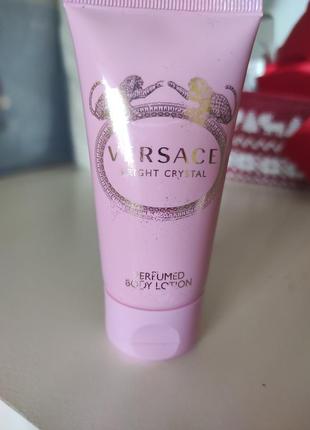 VERSACE
BRIGHT CRYSTAL
PERFUMED
BODY LOTION